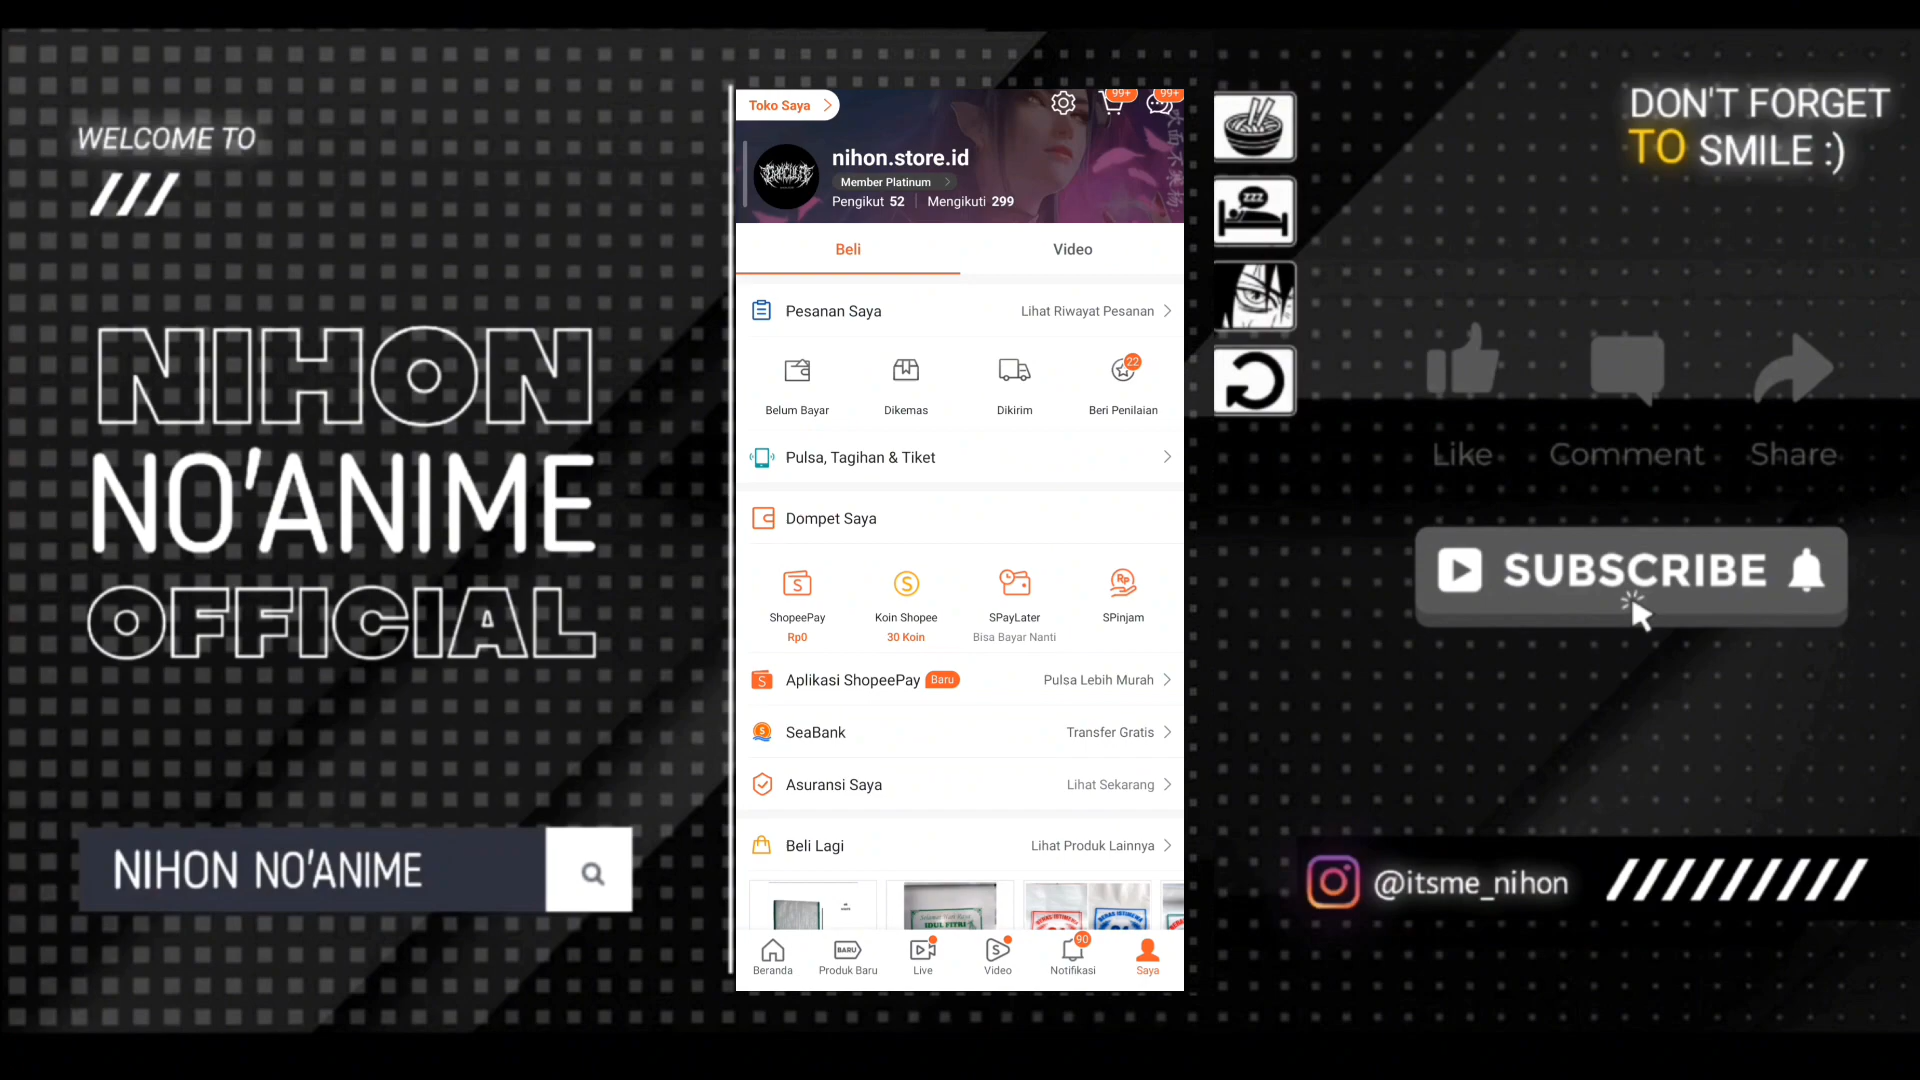 WELCOME TO
NIHON
NO'ANIME
OFFICIAL
NIHON NO'ANIME
Toko Saya
99+
99+
nihon.store.id
Member Platinum
Pengikut 52
Mengikuti 299
Beli
Video
Pesanan Saya
Lihat Riwayat Pesanan
22
Belum Bayar
Dikemas
Dikirim
Beri Penilaian
Pulsa, Tagihan & Tiket
Dompet Saya
ShopeePay
Koin Shopee
SPayLater
SPinjam
Rp0
30 Koin
Bisa Bayar Nanti
Aplikasi ShopeePay
Baru
Pulsa Lebih Murah
SeaBank
Transfer Gratis
Asuransi Saya
Lihat Sekarang
Beli Lagi
Lihat Produk Lainnya
IDUL FITRI
BARU
90
Beranda
Produk Baru
Live
Video
Notifikasi
Saya
ZZZ
DON'T FORGET
TO SMILE :)
Like
Comment
Share
SUBSCRIBE
@itsme_nihon